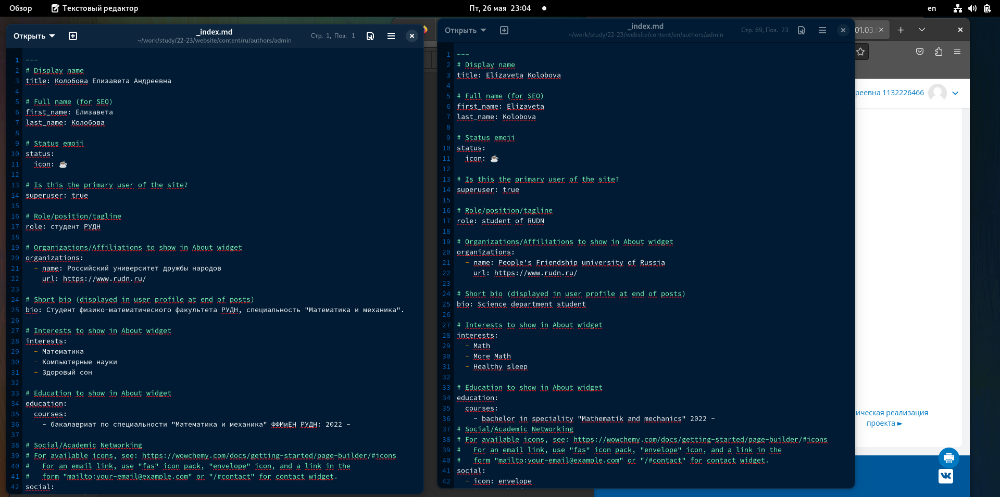 Обзор
Текстовый редактор
Пт, 26 мая 23:04
en
Открыть
_index.md
~/work/study/22-23/website/content/ru/authors/admin
Стр. 1, Поз. 1
1 ---
2 # Display name
3 title: Колобова Елизавета Андреевна
4
5 # Full name (for SEO)
6 first_name: Елизавета
7 last_name: Колобова
8
9 # Status emoji
10 status:
11 icon: ☕
12
13 # Is this the primary user of the site?
14 superuser: true
15
16 # Role/position/tagline
17 role: студент РУДН
18
19 # Organizations/Affiliations to show in About widget
20 organizations:
21 - name: Российский университет дружбы народов
22 url: https://www.rudn.ru/
23
24 # Short bio (displayed in user profile at end of posts)
25 bio: Студент физико-математического факультета РУДН, специальность "Математика и механика".
26
27 # Interests to show in About widget
28 interests:
29 - Математика
30 - Компьютерные науки
31 - Здоровый сон
32
33 # Education to show in About widget
34 education:
35 courses:
36 - бакалавриат по специальности "Математика и механика" ФФМиЕН РУДН: 2022 -
37
38 # Social/Academic Networking
39 # For available icons, see: https://wowchemy.com/docs/getting-started/page-builder/#icons
40 # For an email link, use "fas" icon pack, "envelope" icon, and a link in the
41 # form "mailto:your-email@example.com" or "/#contact" for contact widget.
42 social:
Открыть
_index.md
~/work/study/22-23/website/content/en/authors/admin
Стр. 69, Поз. 23
1 ---
2 # Display name
3 title: Elizaveta Kolobova
4
5 # Full name (for SEO)
6 first_name: Elizaveta
7 last_name: Kolobova
8
9 # Status emoji
10 status:
11 icon: ☕
12
13 # Is this the primary user of the site?
14 superuser: true
15
16 # Role/position/tagline
17 role: student of RUDN
18
19 # Organizations/Affiliations to show in About widget
20 organizations:
21 - name: People's Friendship university of Russia
22 url: https://www.rudn.ru/
23
24 # Short bio (displayed in user profile at end of posts)
25 bio: Science department student
26
27 # Interests to show in About widget
28 interests:
29 - Math
30 - More Math
31 - Healthy sleep
32
33 # Education to show in About widget
34 education:
35 courses:
36 - bachelor in speciality "Mathematik and mechanics" 2022 -
37 # Social/Academic Networking
38 # For available icons, see: https://wowchemy.com/docs/getting-started/page-builder/#icons
39 # For an email link, use "fas" icon pack, "envelope" icon, and a link in the
40 # form "mailto:your-email@example.com" or "/#contact" for contact widget.
41 social:
42 - icon: envelope
01.03.0
реевна 1132226466
ическая реализация
проекта ►